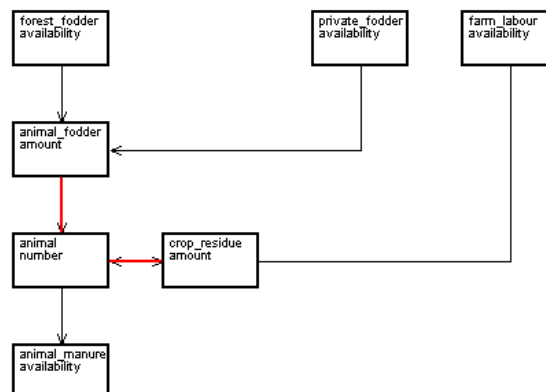 forest_fodder
availability
private_fodder
availability
farm_labour
availability
animal_fodder
amount
animal
number
crop_residue
amount
animal_manure
availability